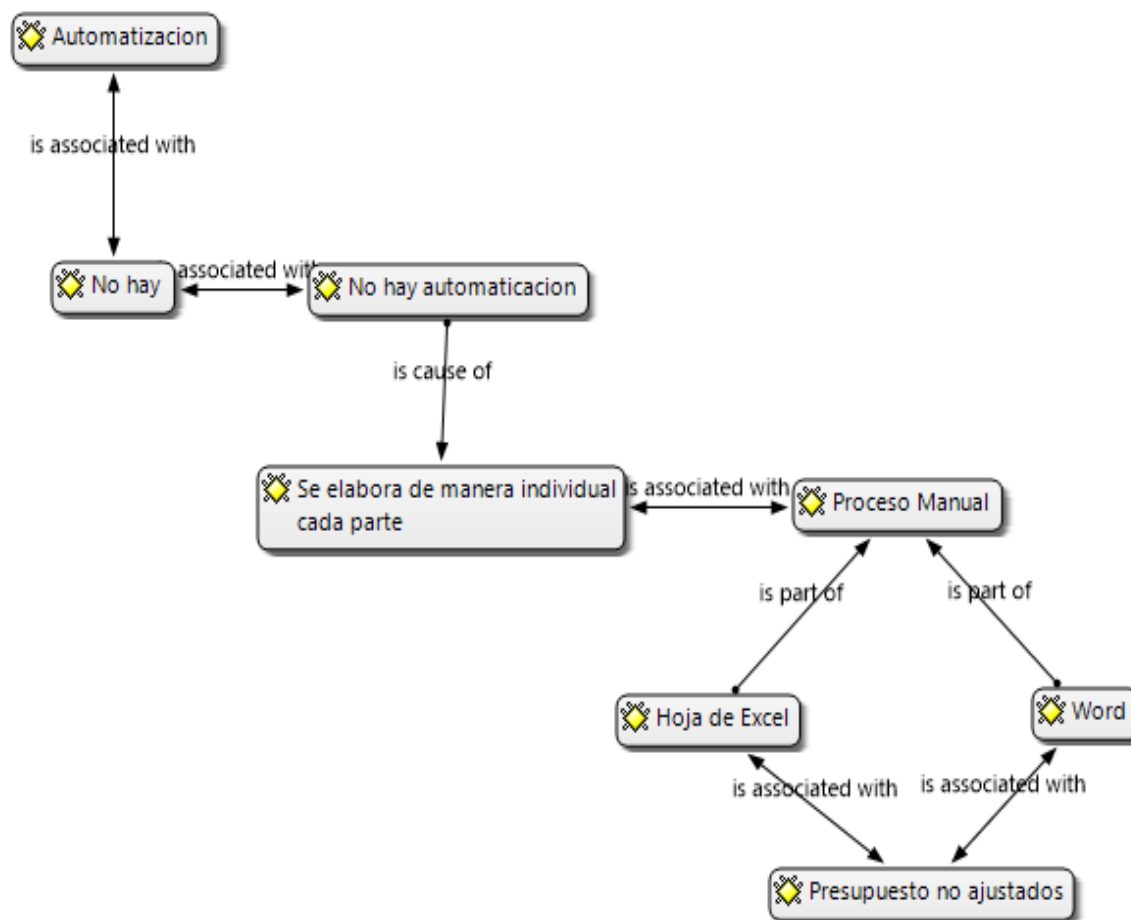 Automatizacion
is associated with
No hay
associated with
No hay automaticacion
is cause of
Se elabora de manera individual
cada parte
is associated with
Proceso Manual
is part of
is part of
Hoja de Excel
Word
is associated with
is associated with
Presupuesto no ajustados